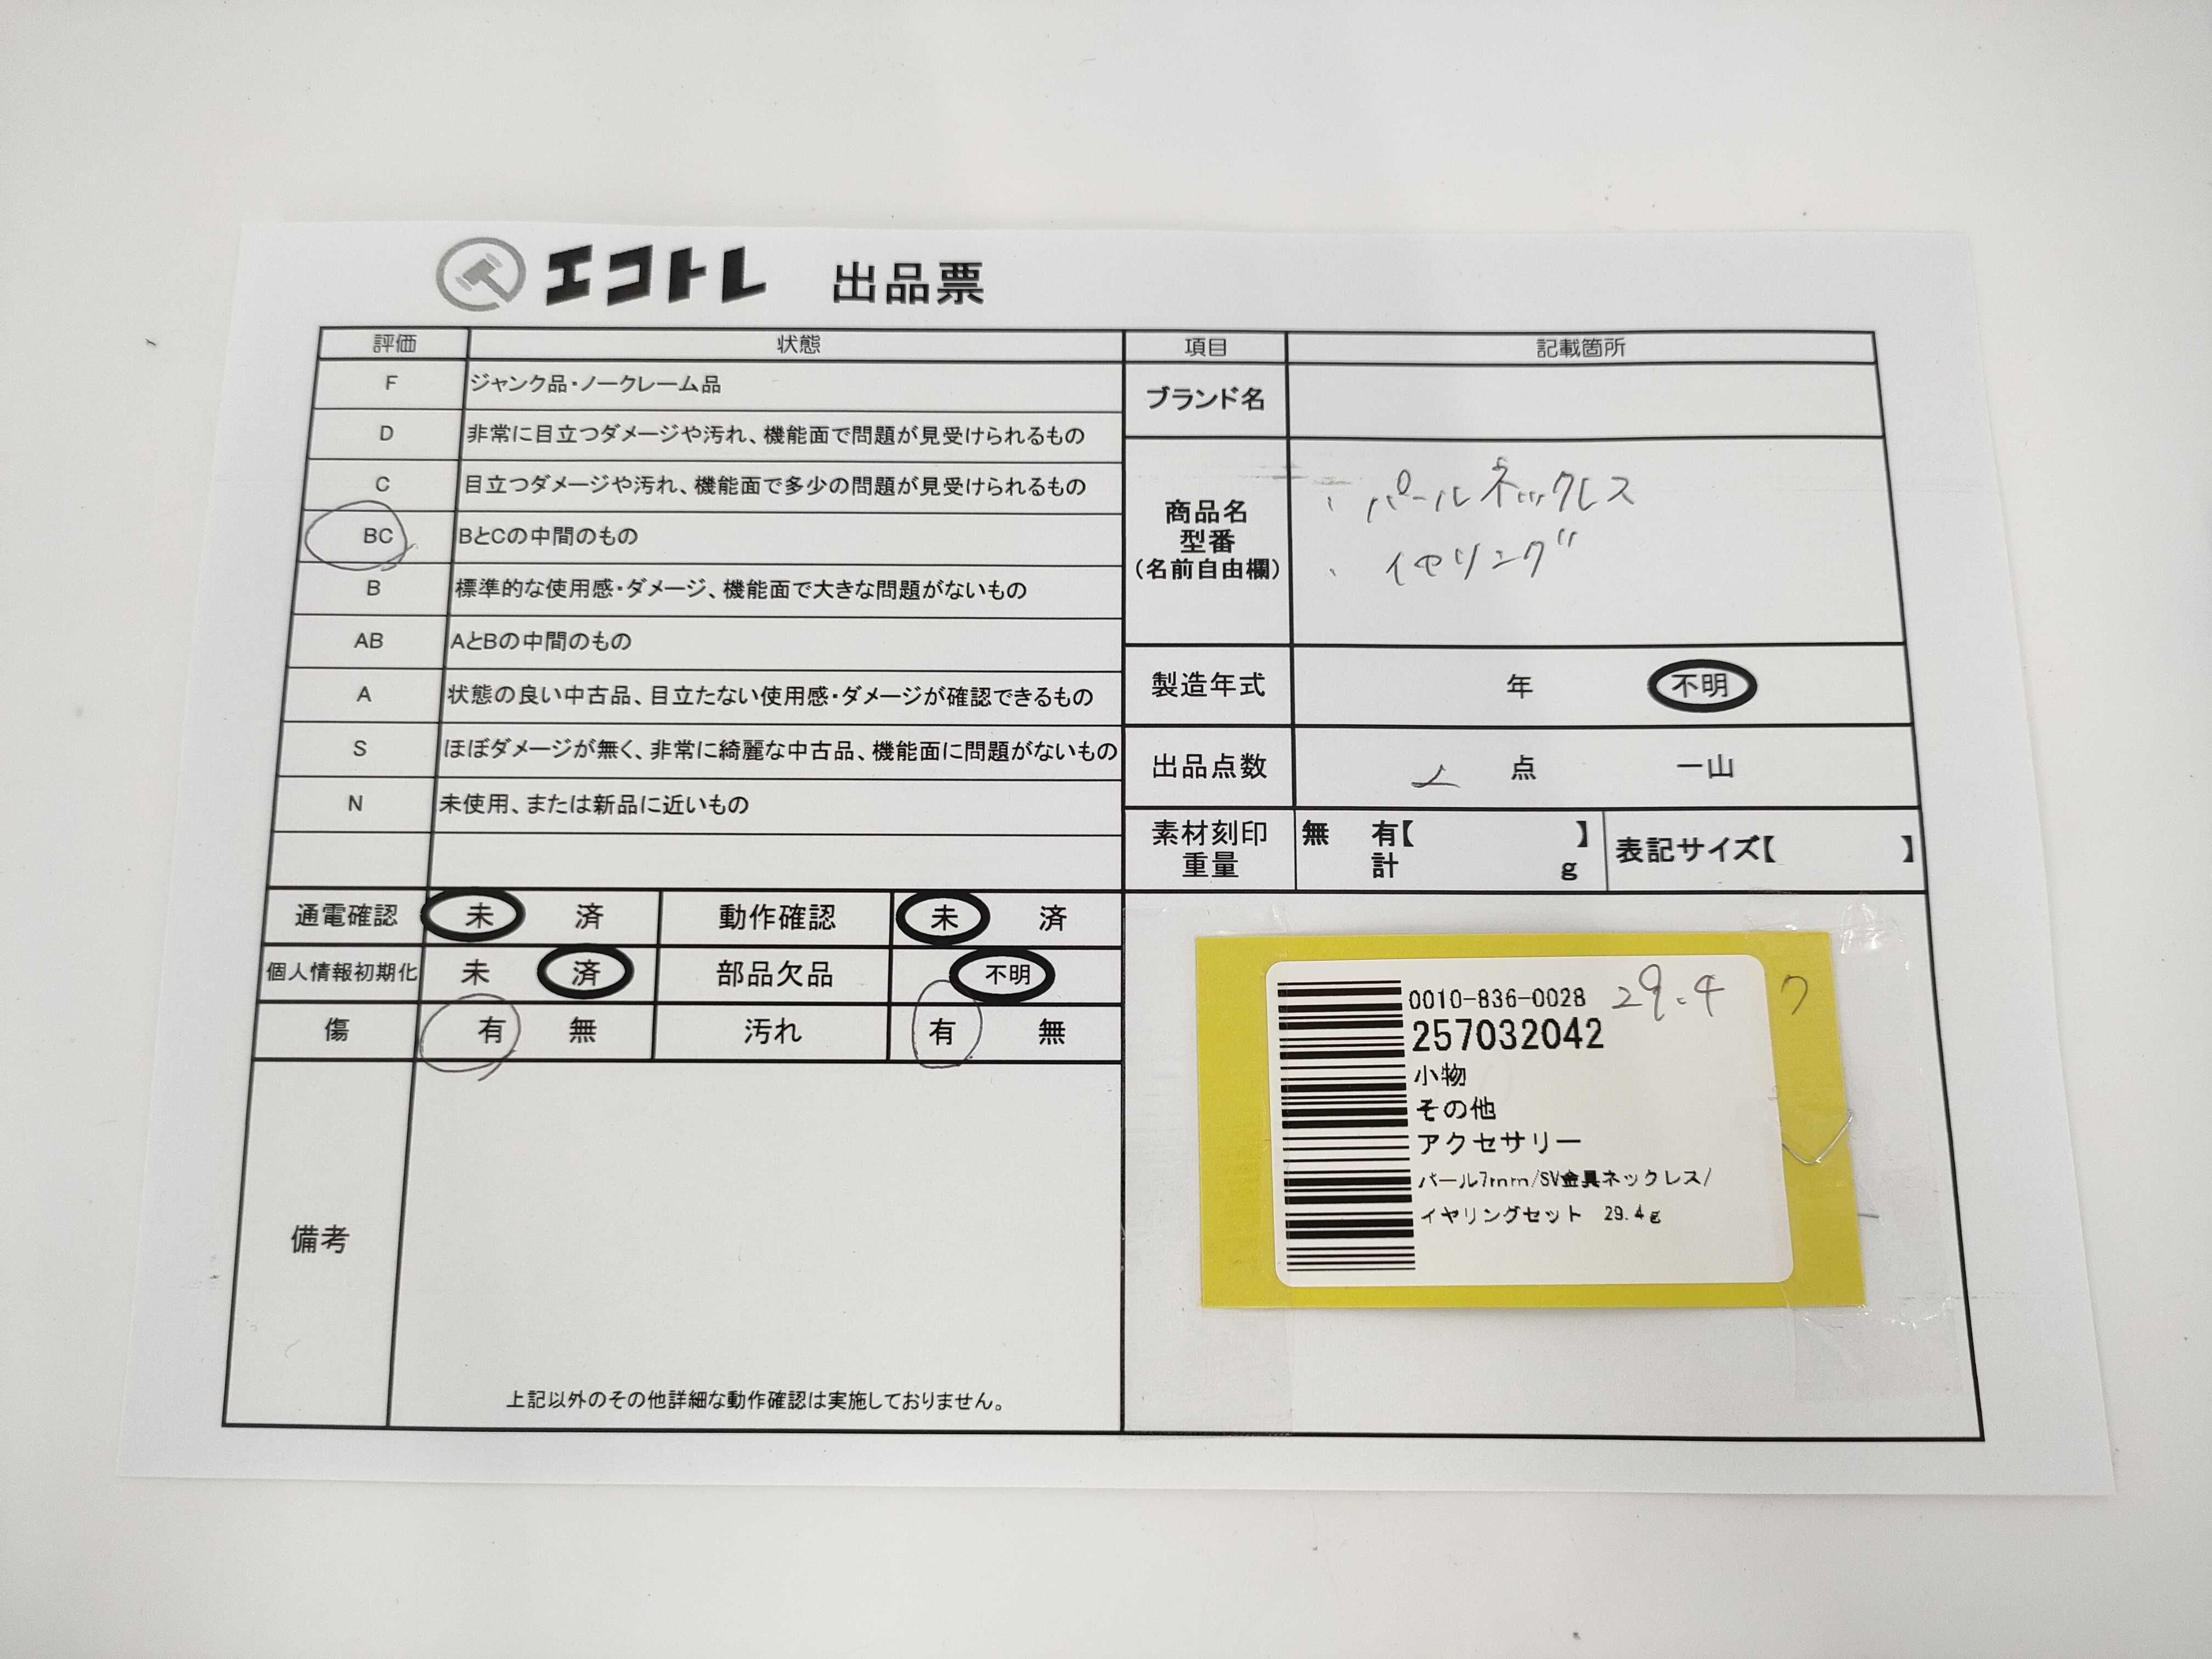 エコトレ 出品票
評価 状態
F ジャンク品・ノークレーム品
D 非常に目立つダメージや汚れ、機能面で問題が見受けられるもの
C 目立つダメージや汚れ、機能面で多少の問題が見受けられるもの
BC BとCの中間のもの
B 標準的な使用感・ダメージ、機能面で大きな問題がないもの
AB AとBの中間のもの
A 状態の良い中古品、目立たない使用感・ダメージが確認できるもの
S ほぼダメージが無く、非常に綺麗な中古品、機能面に問題がないもの
N 未使用、または新品に近いもの
通電確認 未 済 動作確認 未 済
個人情報初期化 未 済 部品欠品 不明
傷 有 無 汚れ 有 無
備考
上記以外のその他詳細な動作確認は実施しておりません。
項目 記載箇所
ブランド名
商品名
型番
(名前自由欄)
・パールネックレス
・イヤリング
製造年式 年 不明
出品点数 点 一山
素材刻印
重量
無 有【 】
計 g
表記サイズ【 】
0010-836-0028 29.4
257032042
小物
その他
アクセサリー
パール7mm/SV金具ネックレス/
イヤリングセット 29.4g